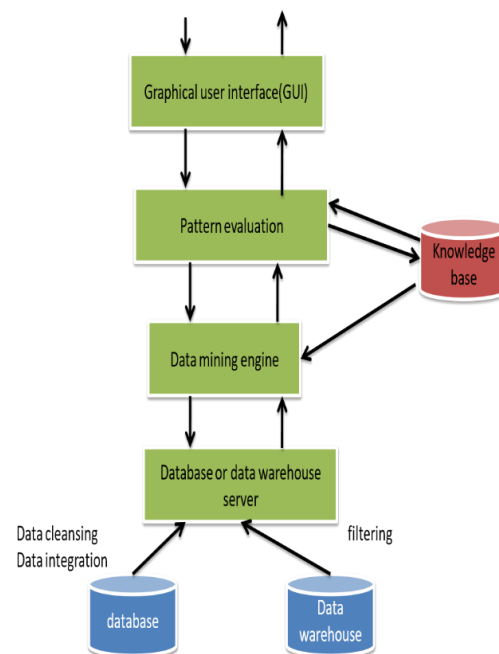 Graphical user interface(GUI)
Pattern evaluation
Knowledge
base
Data mining engine
Database or data warehouse
server
Data cleansing
Data integration
filtering
database
Data
warehouse